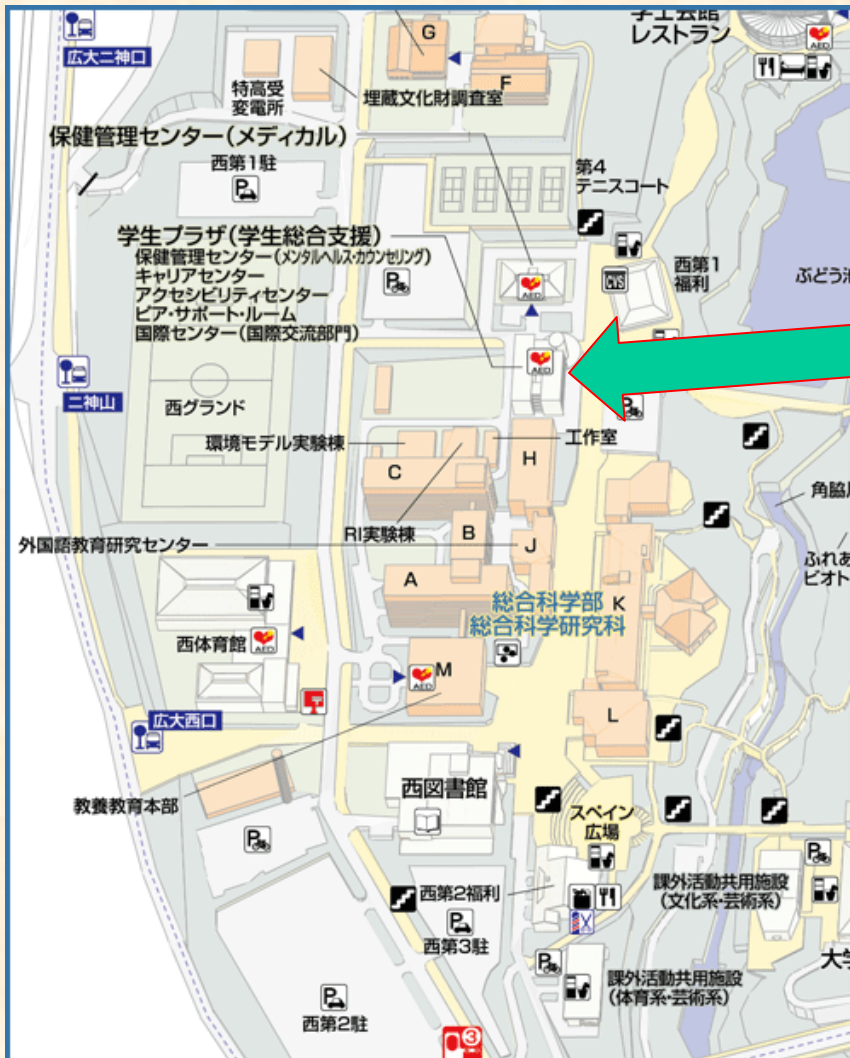 学士会館
レストラン
AED
広大二神口
G
F
特高受
変電所
埋蔵文化財調査室
保健管理センター(メディカル)
西第1駐
P
第4
テニスコート
学生プラザ(学生総合支援)
保健管理センター(メンタルヘルス・カウンセリング)
キャリアセンター
アクセシビリティセンター
ピア・サポート・ルーム
国際センター(国際交流部門)
P
AED
CVS
西第1
福利
ぶどう池
AED
二神山
西グランド
P
環境モデル実験棟
工作室
C
H
RI実験棟
B
角脇
外国語教育研究センター
J
A
ふれあ
ビオト
総合科学部
総合科学研究科
K
西体育館
AED
M
AED
広大西口
L
教養教育本部
西図書館
スペイン
広場
P
P
西第2福利
課外活動共用施設
(文化系・芸術系)
P
西第3駐
P
大学
課外活動共用施設
(体育系・芸術系)
P
西第2駐
3